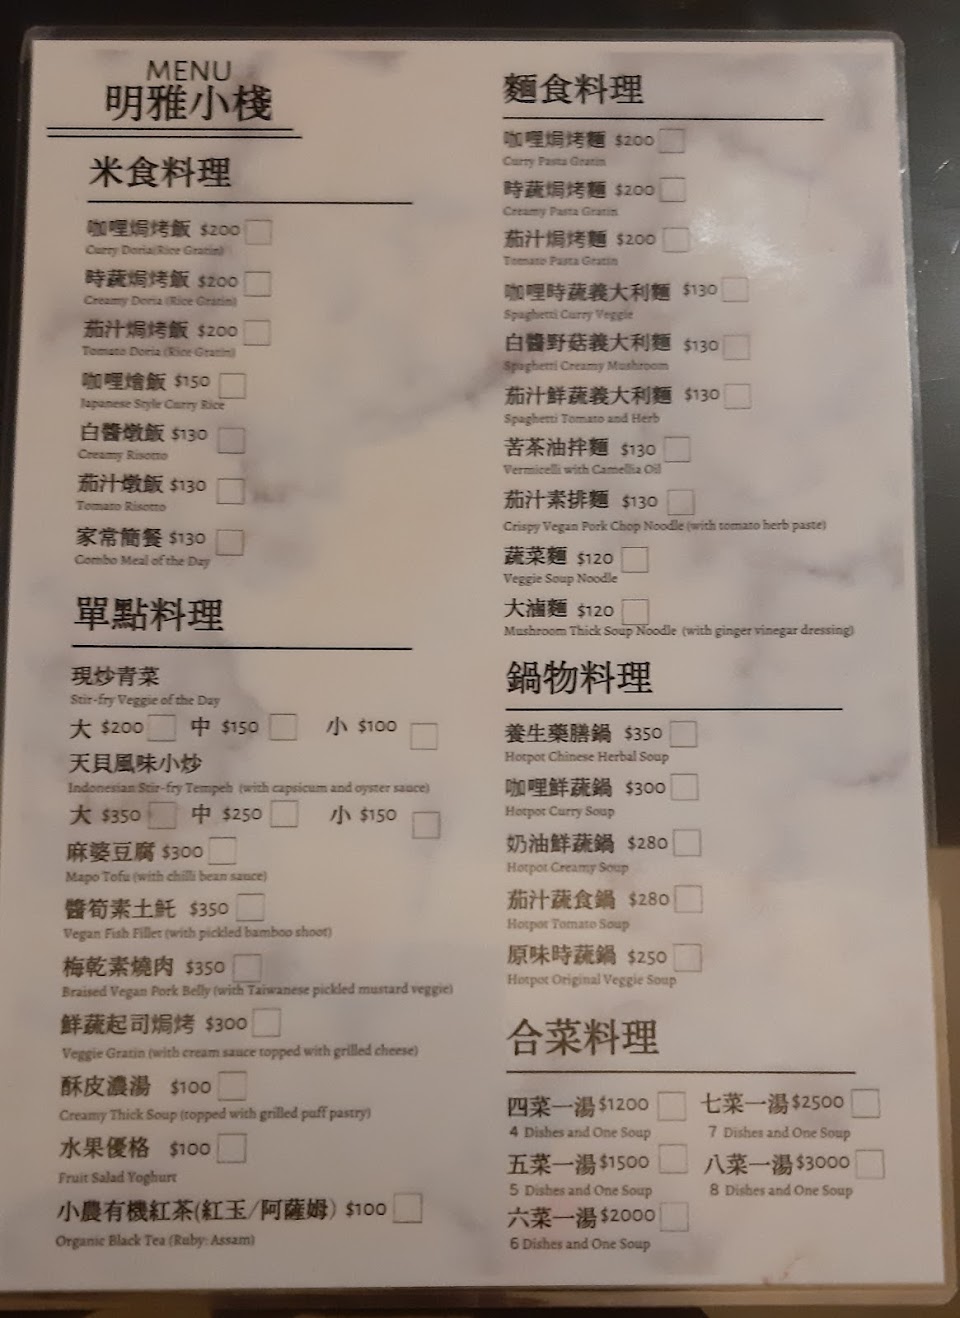 MENU
明雅小棧
米食料理
咖哩焗烤飯 $200
Curry Doria(Rice Gratin)
時蔬焗烤飯 $200
Creamy Doria (Rice Gratin)
茄汁焗烤飯 $200
Tomato Doria (Rice Gratin)
咖哩燴飯 $150
Japanese Style Curry Rice
白醬燉飯 $130
Creamy Risotto
茄汁燉飯 $130
Tomato Risotto
家常簡餐 $130
Combo Meal of the Day
單點料理
現炒青菜
Stir-fry Veggie of the Day
大 $200 中 $150 小 $100
天貝風味小炒
Indonesian Stir-fry Tempeh (with capsicum and oyster sauce)
大 $350 中 $250 小 $150
麻婆豆腐 $300
Mapo Tofu (with chilli bean sauce)
醬筍素土魠 $350
Vegan Fish Fillet (with pickled bamboo shoot)
梅乾素燒肉 $350
Braised Vegan Pork Belly (with Taiwanese pickled mustard veggie)
鮮蔬起司焗烤 $300
Veggie Gratin (with cream sauce topped with grilled cheese)
酥皮濃湯 $100
Creamy Thick Soup (topped with grilled puff pastry)
水果優格 $100
Fruit Salad Yoghurt
小農有機紅茶(紅玉/阿薩姆) $100
Organic Black Tea (Ruby: Assam)
麵食料理
咖哩焗烤麵 $200
Curry Pasta Gratin
時蔬焗烤麵 $200
Creamy Pasta Gratin
茄汁焗烤麵 $200
Tomato Pasta Gratin
咖哩時蔬義大利麵 $130
Spaghetti Curry Veggie
白醬野菇義大利麵 $130
Spaghetti Creamy Mushroom
茄汁鮮蔬義大利麵 $130
Spaghetti Tomato and Herb
苦茶油拌麵 $130
Vermicelli with Camellia Oil
茄汁素排麵 $130
Crispy Vegan Pork Chop Noodle (with tomato herb paste)
蔬菜麵 $120
Veggie Soup Noodle
大滷麵 $120
Mushroom Thick Soup Noodle (with ginger vinegar dressing)
鍋物料理
養生藥膳鍋 $350
Hotpot Chinese Herbal Soup
咖哩鮮蔬鍋 $300
Hotpot Curry Soup
奶油鮮蔬鍋 $280
Hotpot Creamy Soup
茄汁蔬食鍋 $280
Hotpot Tomato Soup
原味時蔬鍋 $250
Hotpot Original Veggie Soup
合菜料理
四菜一湯$1200 七菜一湯$2500
4 Dishes and One Soup 7 Dishes and One Soup
五菜一湯$1500 八菜一湯$3000
5 Dishes and One Soup 8 Dishes and One Soup
六菜一湯$2000
6 Dishes and One Soup